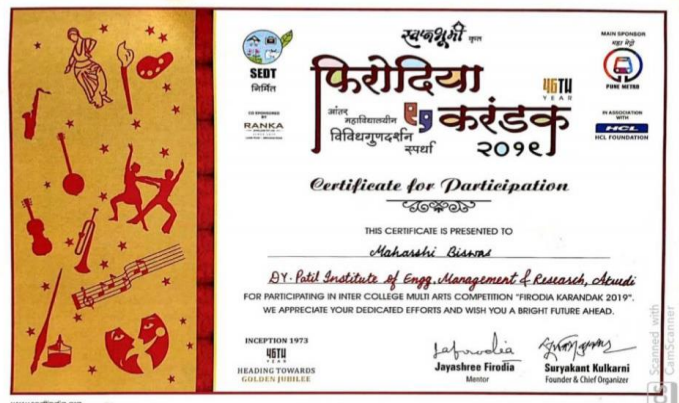 स्वप्नभूमी कृत
SEDT
निर्मित
CO SPONSORED BY
RANKA
फिरोदिया
46TH
YEAR
आंतर
महाविद्यालयीन
विविधगुणदर्शन
स्पर्धा
करंडक
२०१९
MAIN SPONSOR
महा मेट्रो
PUNE METRO
IN ASSOCIATION
WITH
HCL
HCL FOUNDATION
Certificate for Participation
THIS CERTIFICATE IS PRESENTED TO
Maharshi Biswas
DY. Patil Institute of Engg, Management & Research, Akurdi
FOR PARTICIPATING IN INTER COLLEGE MULTI ARTS COMPETITION "FIRODIA KARANDAK 2019".
WE APPRECIATE YOUR DEDICATED EFFORTS AND WISH YOU A BRIGHT FUTURE AHEAD.
INCEPTION 1973
46TH
YEAR
HEADING TOWARDS
GOLDEN JUBILEE
Jayashree Firodia
Mentor
Suryakant Kulkarni
Founder & Chief Organizer
CS Scanned with
CamScanner